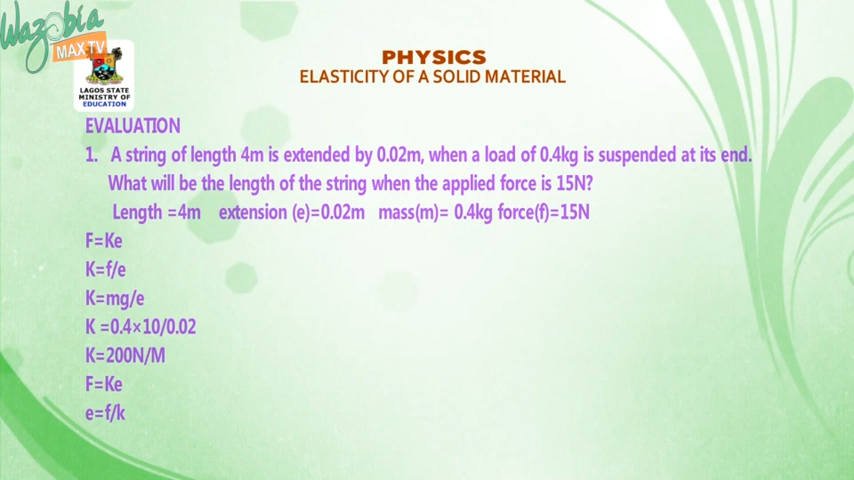 Wazobia
MAX TV
LAGOS STATE
MINISTRY OF
EDUCATION
PHYSICS
ELASTICITY OF A SOLID MATERIAL
EVALUATION
1. A string of length 4m is extended by 0.02m, when a load of 0.4kg is suspended at its end.
What will be the length of the string when the applied force is 15N?
Length =4m extension (e)=0.02m mass(m)= 0.4kg force(f)=15N
F=Ke
K=f/e
K=mg/e
K =0.4×10/0.02
K=200N/M
F=Ke
e=f/k